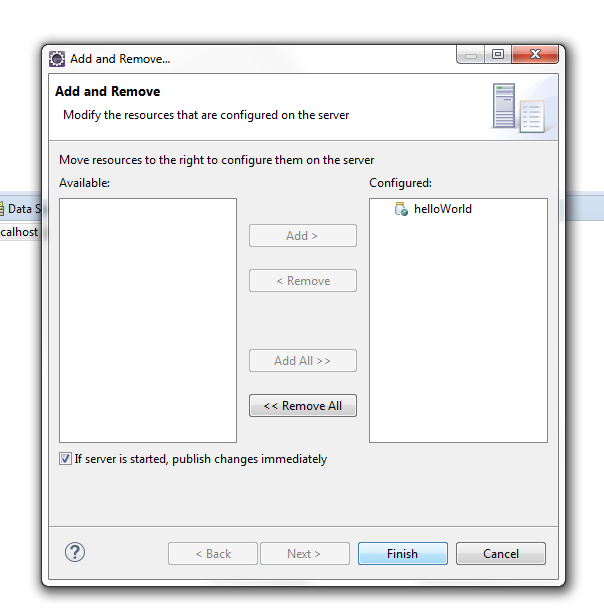 Add and Remove...
Add and Remove
Modify the resources that are configured on the server
Move resources to the right to configure them on the server
Available:
Configured:
Data S
helloWorld
calhost
Add >
< Remove
Add All >>
<< Remove All
If server is started, publish changes immediately
?
< Back
Next >
Finish
Cancel